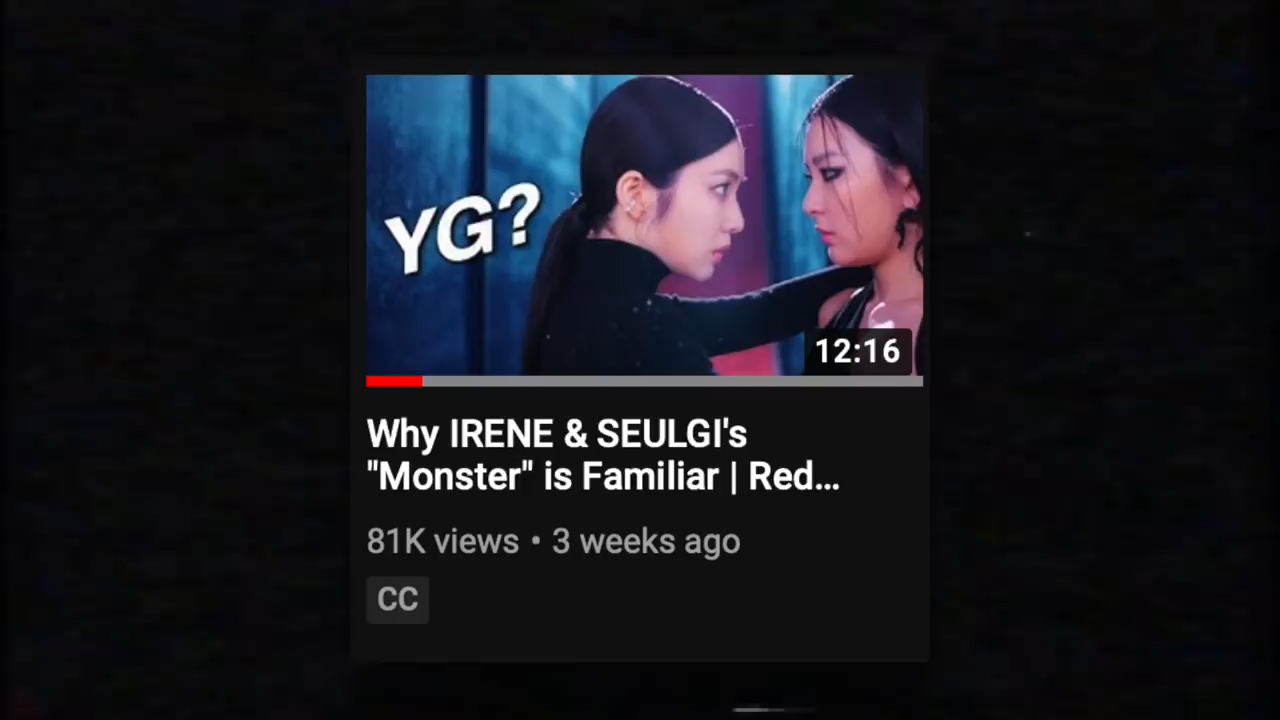 YG?
12:16
Why IRENE & SEULGI's
"Monster" is Familiar | Red...
81K views • 3 weeks ago
CC